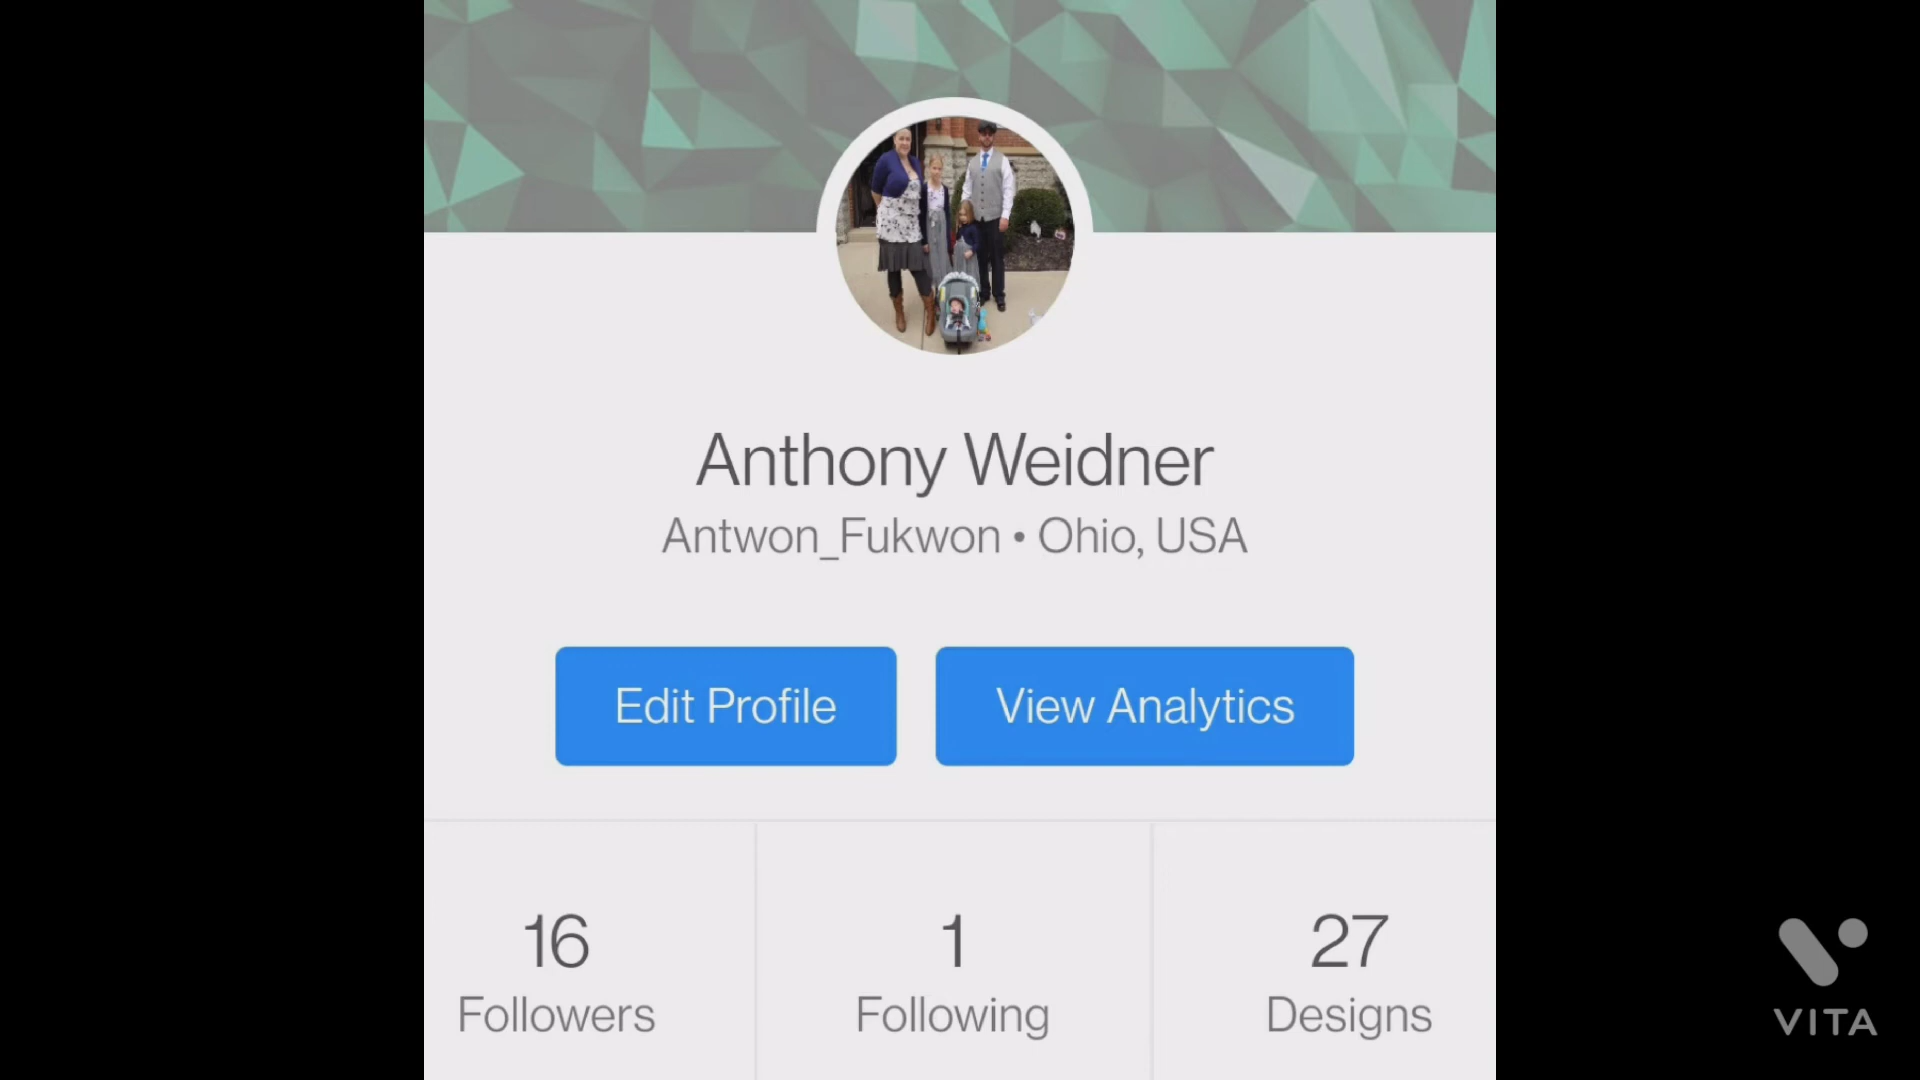 Anthony Weidner
Antwon_Fukwon • Ohio, USA
Edit Profile
View Analytics
16
Followers
1
Following
27
Designs
VITA